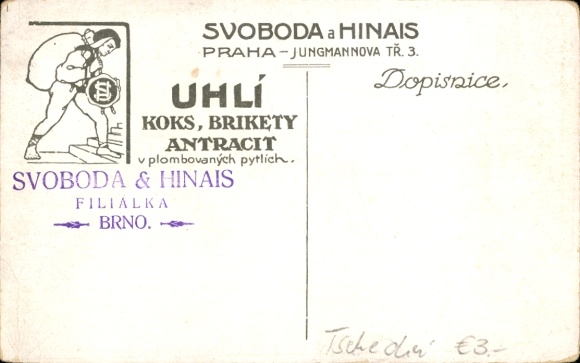 SVOBODA a HINAIS
PRAHA – JUNGMANNOVA TŘ. 3.
Dopisnice.
UHLÍ
KOKS, BRIKETY
ANTRACIT
v plombovaných pytlích.
SVOBODA & HINAIS
FILIÁLKA
BRNO.
€3.-